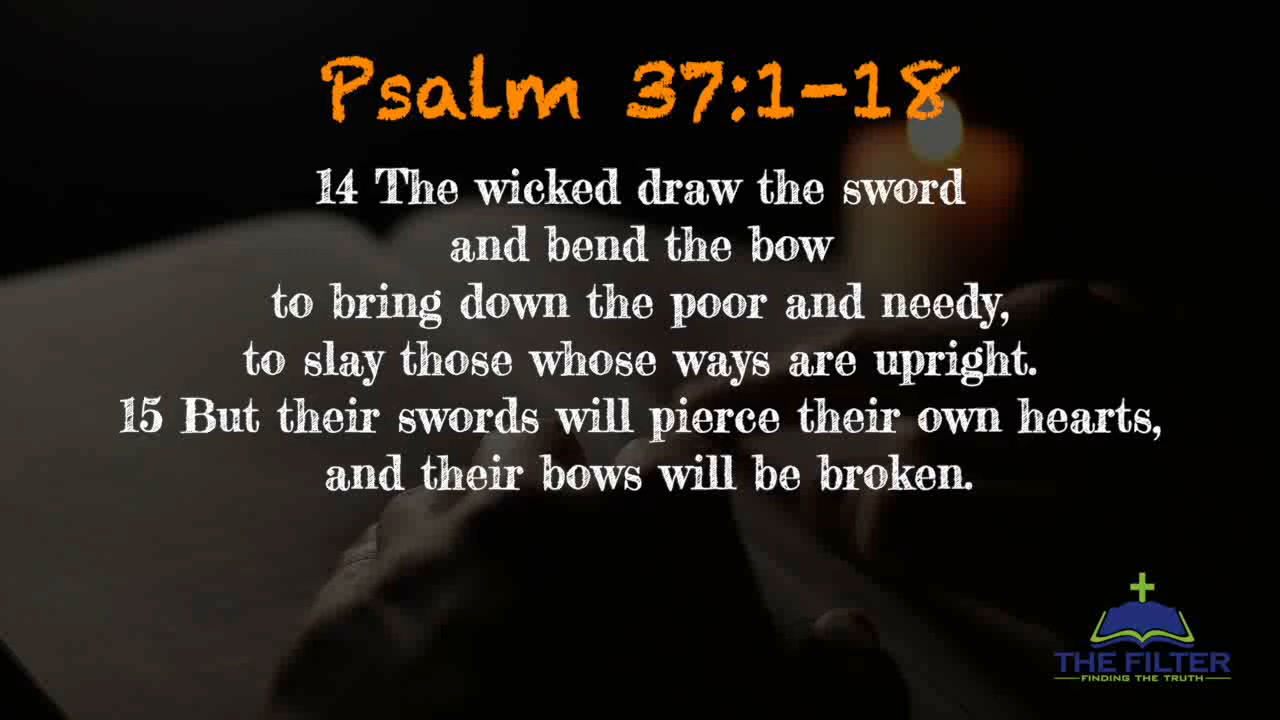 Psalm 37:1-18
14 The wicked draw the sword
and bend the bow
to bring down the poor and needy,
to slay those whose ways are upright.
15 But their swords will pierce their own hearts,
and their bows will be broken.
THE FILTER
FINDING THE TRUTH